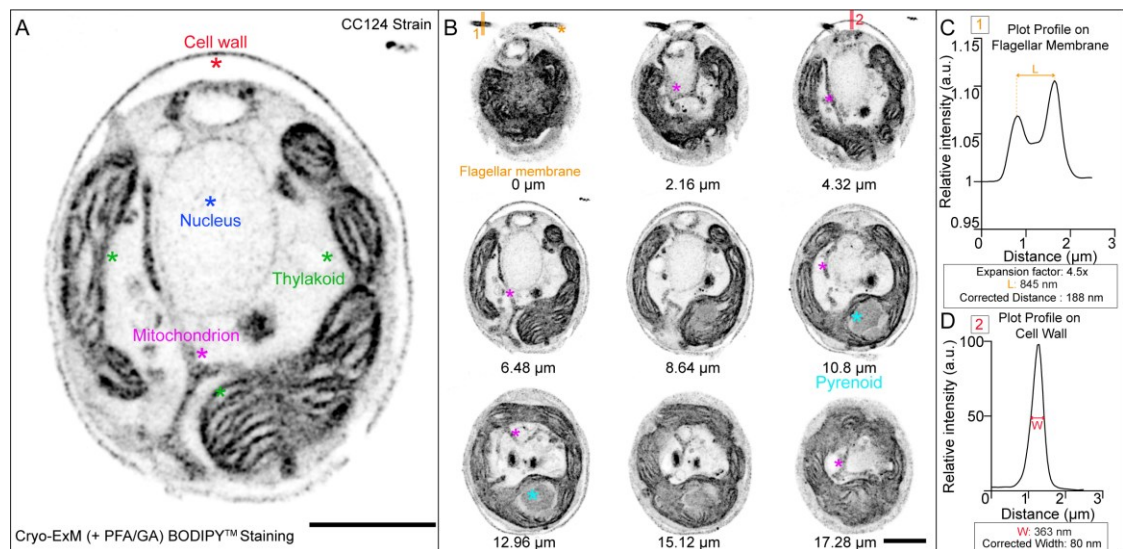 A
CC124 Strain
Cell wall
*
*
Nucleus
*
*
Thylakoid
Mitochondrion
*
*
Cryo-ExM (+ PFA/GA) BODIPY™ Staining
B
1
*
2
*
*
Flagellar membrane
0 µm
2.16 µm
4.32 µm
*
*
*
6.48 µm
8.64 µm
10.8 µm
Pyrenoid
*
*
*
12.96 µm
15.12 µm
17.28 µm
C
1
Plot Profile on
Flagellar Membrane
Relative intensity (a.u.)
1.15
1.10
1.05
1
0.95
L
0
1
2
3
Distance (µm)
Expansion factor: 4.5x
L: 845 nm
Corrected Distance : 188 nm
D
2
Plot Profile on
Cell Wall
Relative intensity (a.u.)
100
50
W
0
1
2
3
Distance (µm)
W: 363 nm
Corrected Width: 80 nm